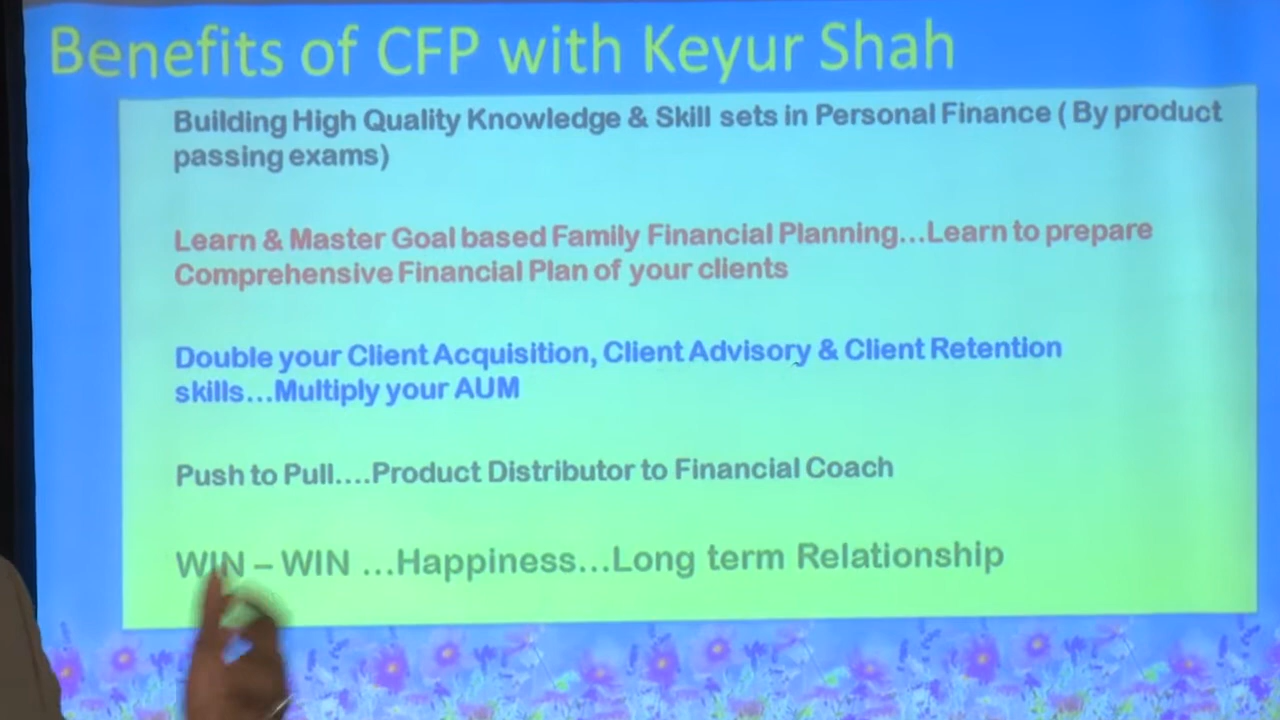 Benefits of CFP with Keyur Shah
Building High Quality Knowledge & Skill sets in Personal Finance ( By product
passing exams)
Learn & Master Goal based Family Financial Planning...Learn to prepare
Comprehensive Financial Plan of your clients
Double your Client Acquisition, Client Advisory & Client Retention
skills...Multiply your AUM
Push to Pull....Product Distributor to Financial Coach
WIN – WIN ...Happiness...Long term Relationship